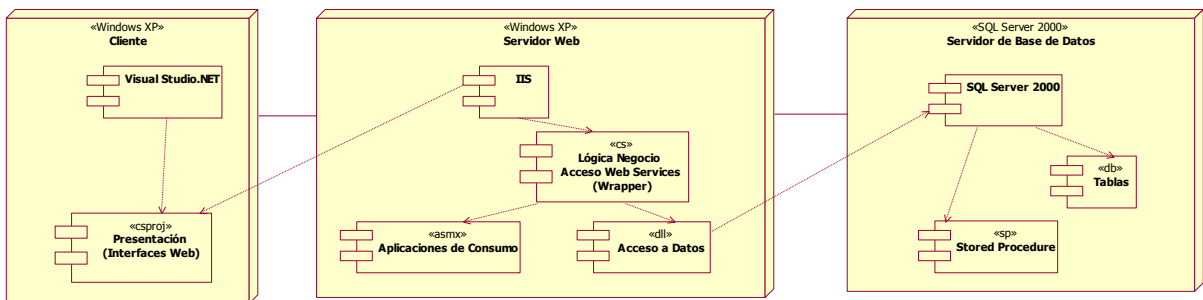 «Windows XP»
Cliente
Visual Studio.NET
«csproj»
Presentación
(Interfaces Web)
«Windows XP»
Servidor Web
IIS
«cs»
Lógica Negocio
Acceso Web Services
(Wrapper)
«asmx»
Aplicaciones de Consumo
«dll»
Acceso a Datos
«SQL Server 2000»
Servidor de Base de Datos
SQL Server 2000
«db»
Tablas
«sp»
Stored Procedure